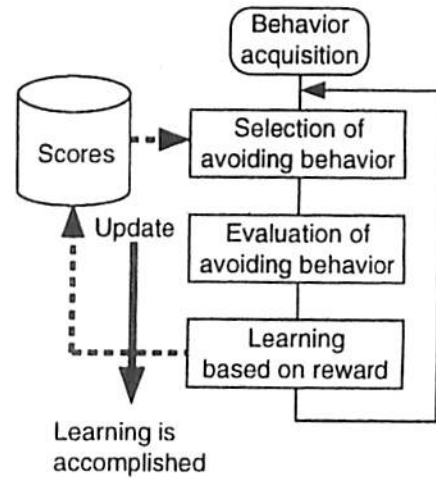 Behavior
acquisition
Scores
Selection of
avoiding behavior
Update
Evaluation of
avoiding behavior
Learning
based on reward
Learning is
accomplished